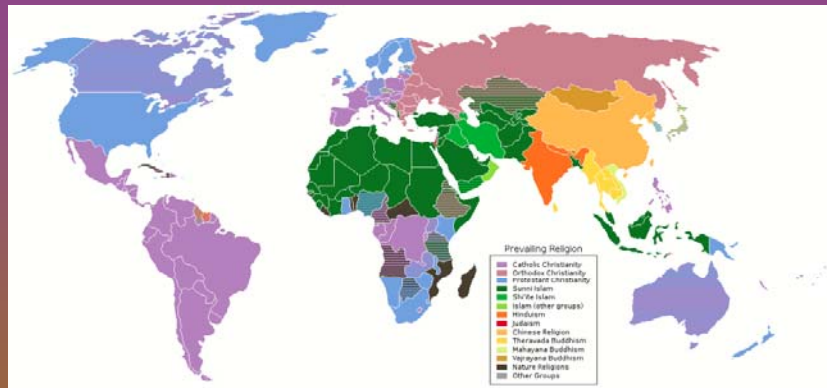 Prevailing Religion
Catholic Christianity
Orthodox Christianity
Protestant Christianity
Sunni Islam
Shi'ite Islam
Islam (other groups)
Hinduism
Judaism
Chinese Religion
Theravada Buddhism
Mahayana Buddhism
Vajrayana Buddhism
Nature Religions
Other Groups